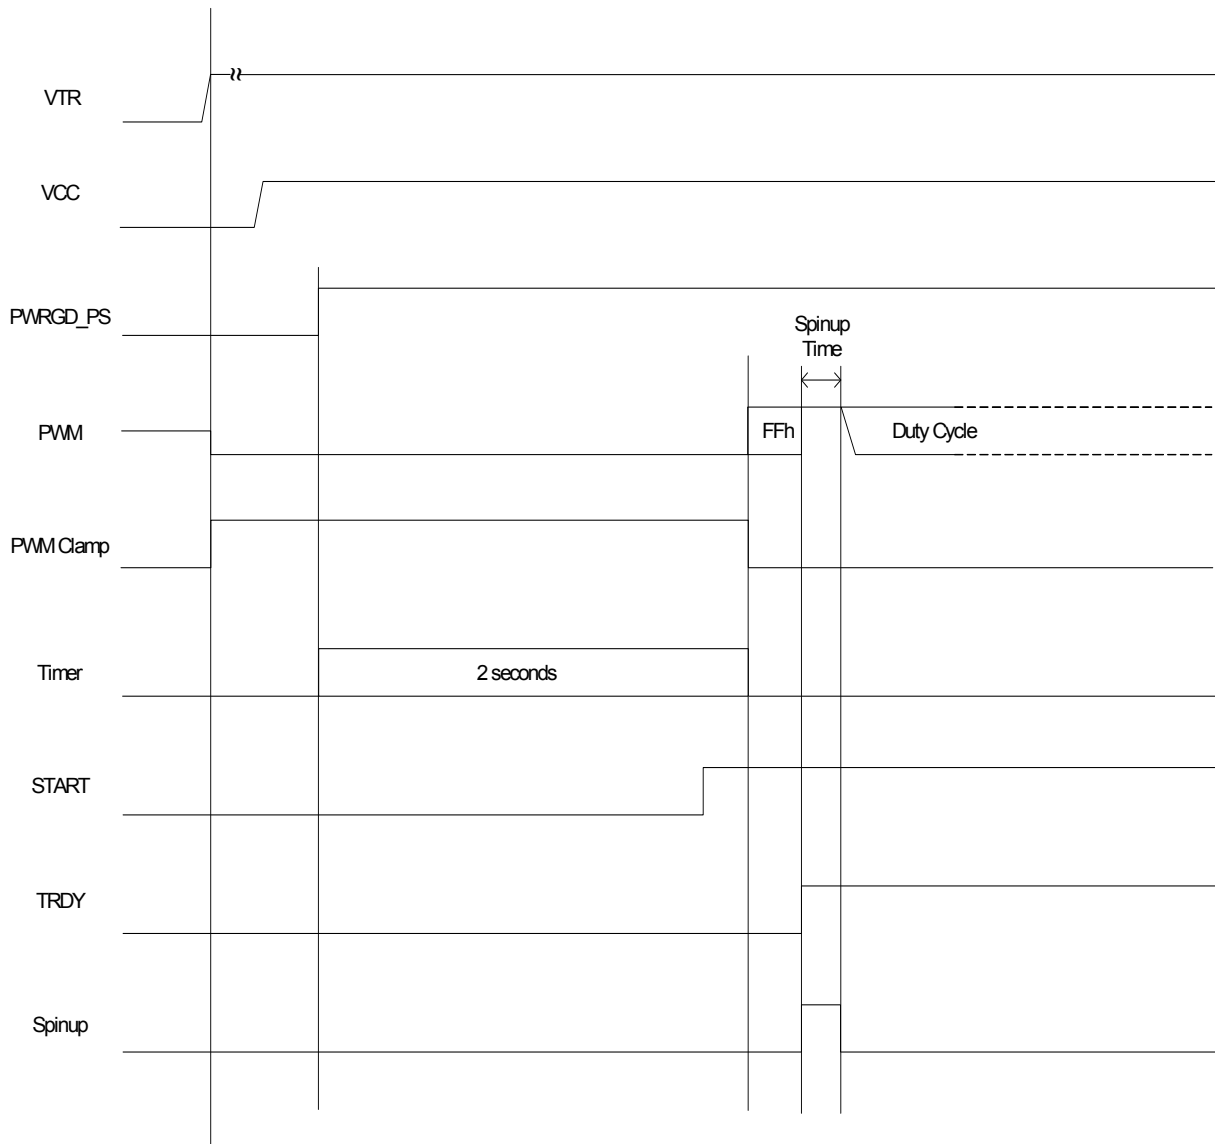 VTR
VCC
PWRGD_PS
Spinup
Time
PWM
FFh
Duty Cycle
PWM Clamp
Timer
2 seconds
START
TRDY
Spinup